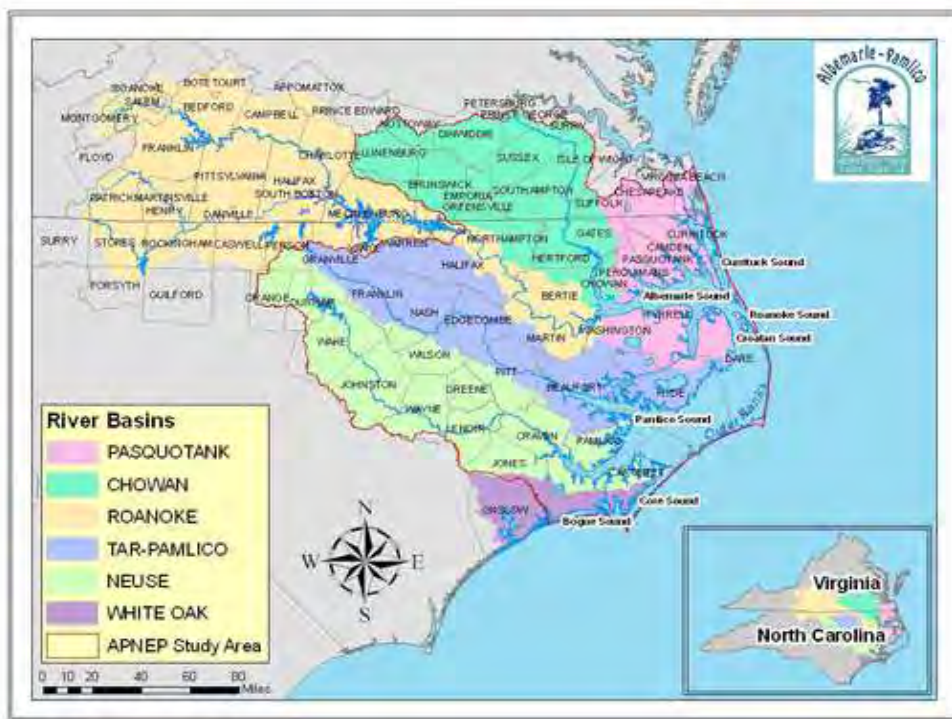 Albemarle-Pamlico
ROANOKE
SALEM
BOTETOURT
BEDFORD
APPOMATTOX
MONTGOMERY
CAMPBELL
PRINCE EDWARD
NOTTOWAY
PETERSBURG
PRINCE GEORGE
SURRY
DINWIDDIE
FLOYD
FRANKLIN
CHARLOTTE
LUNENBURG
SUSSEX
ISLE OF WIGHT
PITTSYLVANIA
HALIFAX
SOUTH BOSTON
VIRGINIA BEACH
CHESAPEAKE
PATRICK
MARTINSVILLE
HENRY
DANVILLE
MECKLENBURG
BRUNSWICK
EMPORIA
GREENSVILLE
SOUTHAMPTON
SUFFOLK
SURRY
STOKES
ROCKINGHAM
CASWELL
PERSON
WARREN
NORTHAMPTON
GATES
CURRITUCK
CAMDEN
PASQUOTANK
PERQUIMANS
CHOWAN
HERTFORD
Currituck Sound
FORSYTH
GUILFORD
GRANVILLE
HALIFAX
BERTIE
Albemarle Sound
ORANGE
DURHAM
FRANKLIN
NASH
EDGECOMBE
MARTIN
WASHINGTON
TYRRELL
Roanoke Sound
Croatan Sound
DARE
WAKE
WILSON
PITT
BEAUFORT
HYDE
JOHNSTON
GREENE
Pamlico Sound
Outer Banks
WAYNE
LENOIR
CRAVEN
PAMLICO
JONES
CARTERET
Core Sound
ONSLOW
Bogue Sound
River Basins
PASQUOTANK
CHOWAN
ROANOKE
TAR-PAMLICO
NEUSE
WHITE OAK
APNEP Study Area
N
W E
S
0 10 20 40 60 80
Miles
Virginia
North Carolina